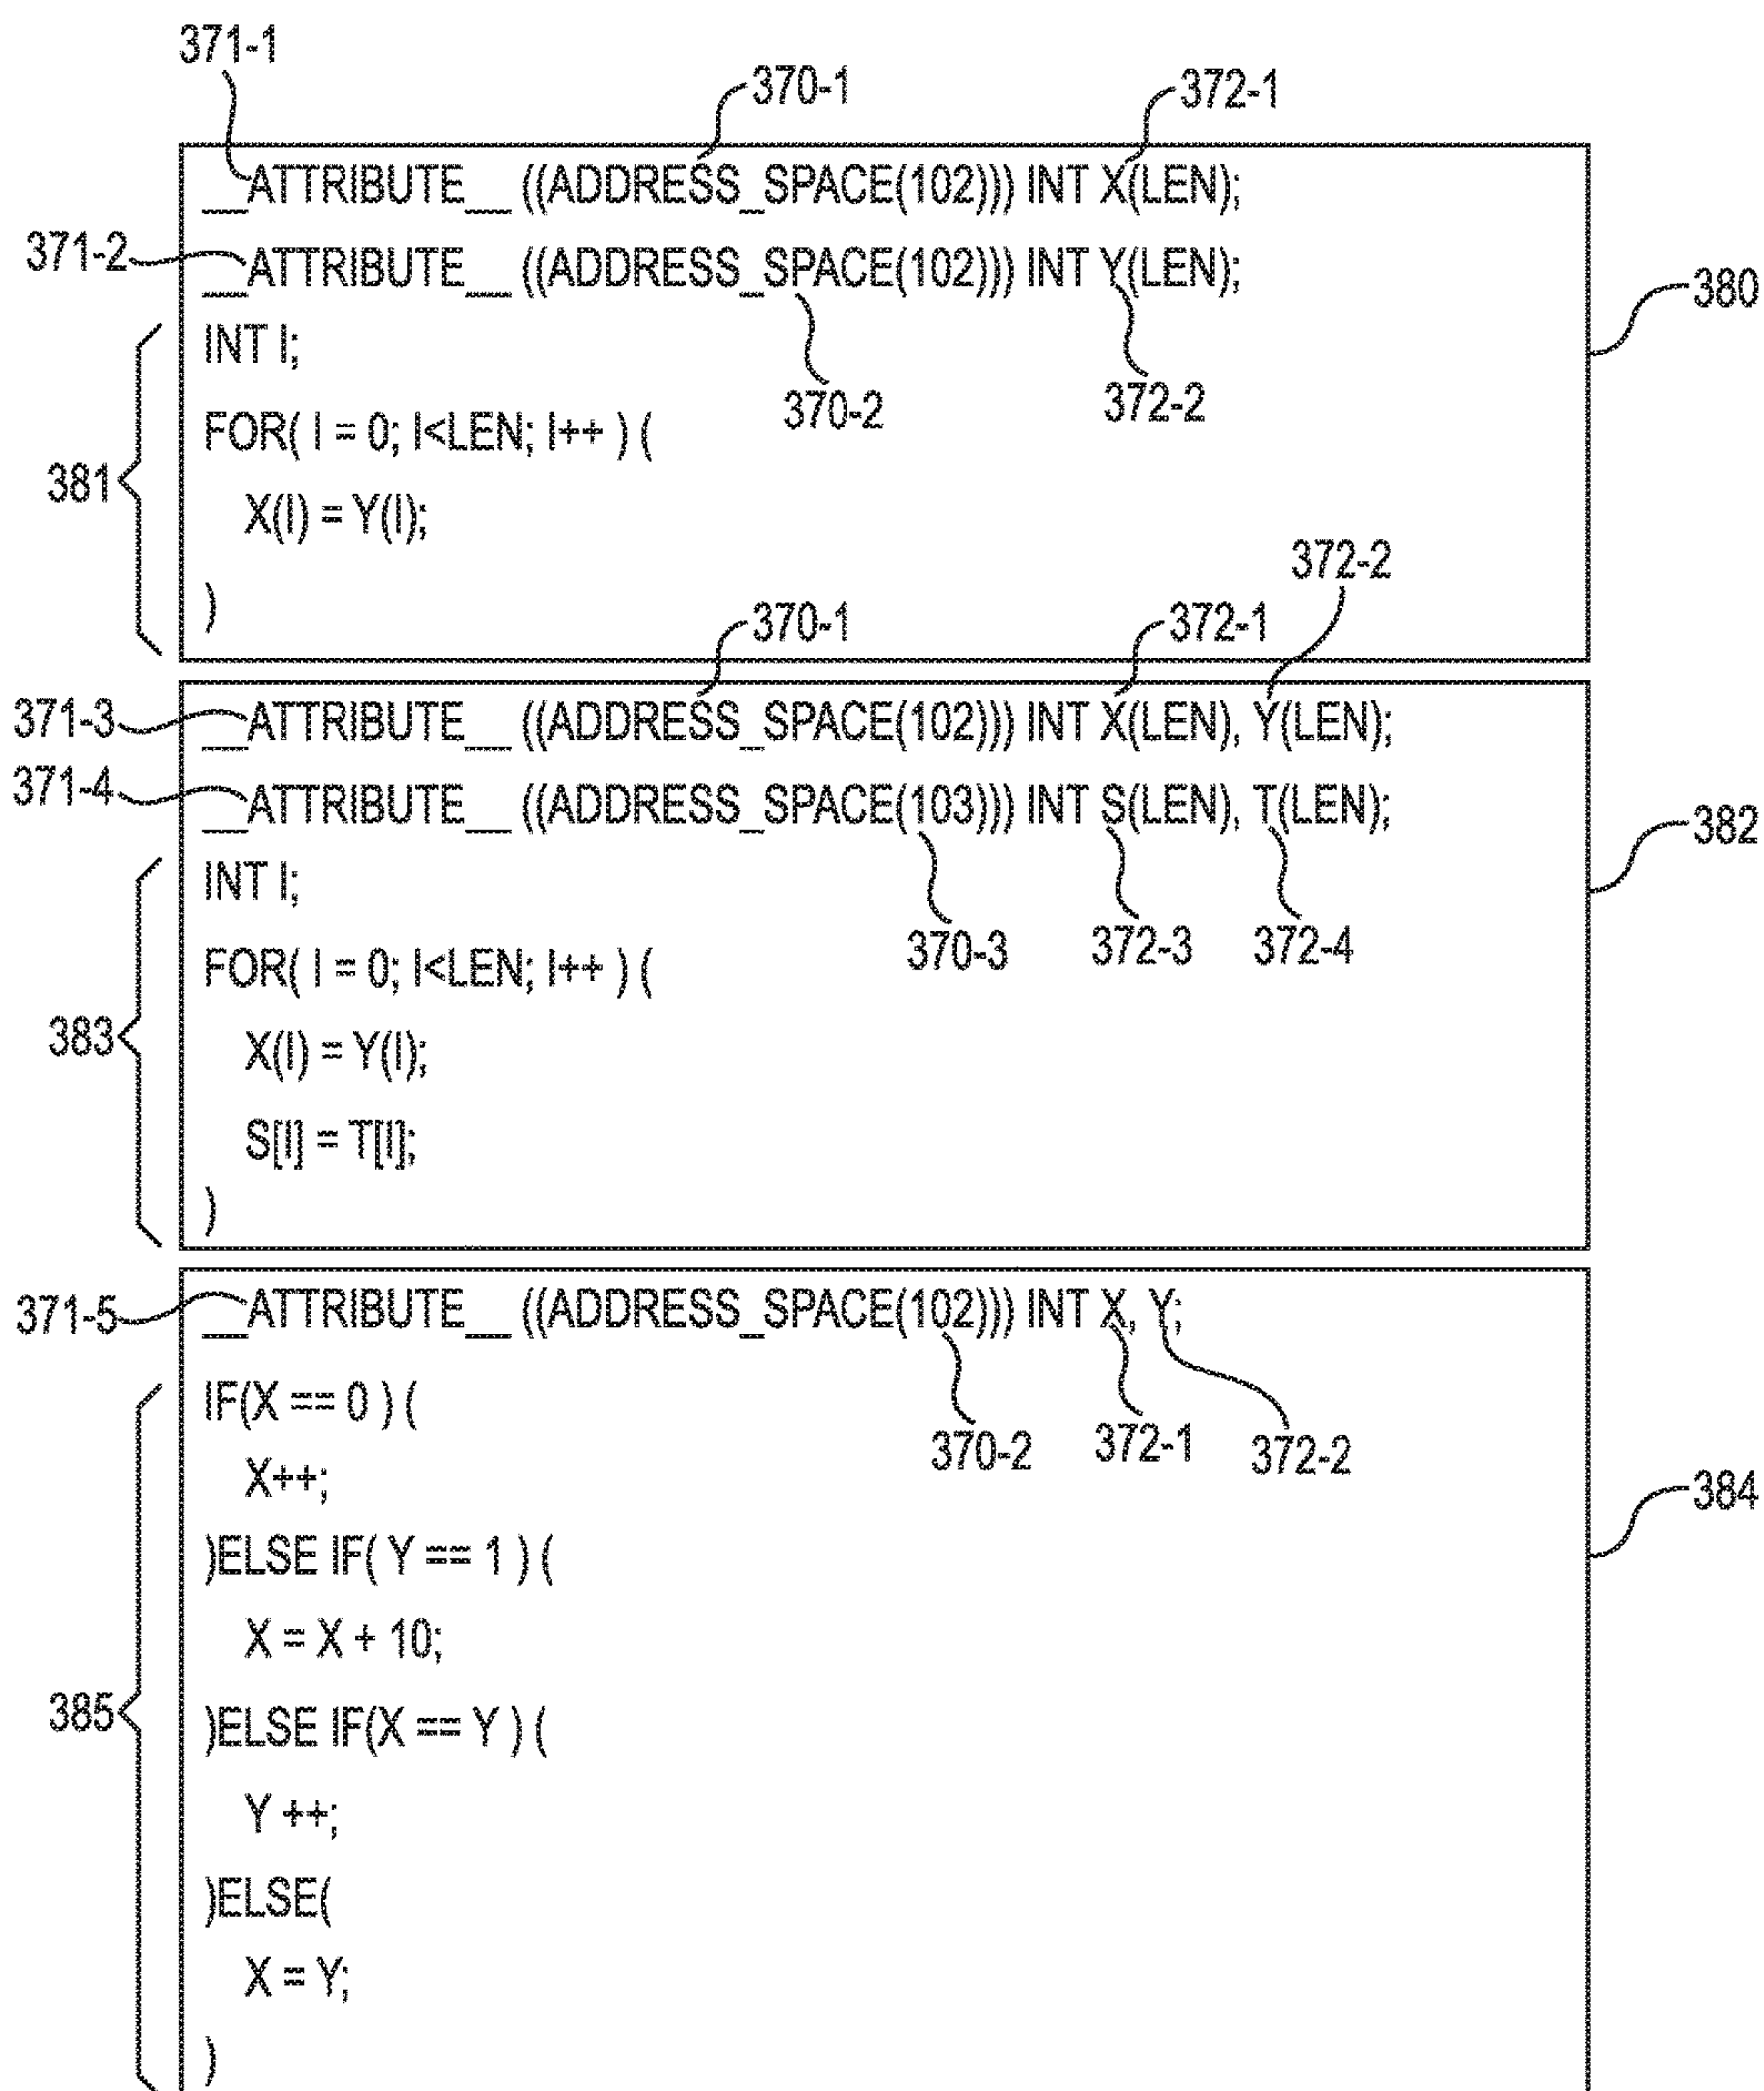 371-1
370-1
372-1
__ATTRIBUTE__ ((ADDRESS_SPACE(102))) INT X(LEN);
371-2
__ATTRIBUTE__ ((ADDRESS_SPACE(102))) INT Y(LEN);
380
INT I;
370-2
372-2
FOR( I = 0; I<LEN; I++ ) (
381
X(I) = Y(I);
)
372-2
370-1
372-1
371-3
__ATTRIBUTE__ ((ADDRESS_SPACE(102))) INT X(LEN), Y(LEN);
371-4
__ATTRIBUTE__ ((ADDRESS_SPACE(103))) INT S(LEN), T(LEN);
382
INT I;
370-3
372-3
372-4
FOR( I = 0; I<LEN; I++ ) (
383
X(I) = Y(I);
S[I] = T[I];
)
371-5
__ATTRIBUTE__ ((ADDRESS_SPACE(102))) INT X, Y;
IF(X == 0 ) (
370-2
372-1
372-2
X++;
384
)ELSE IF( Y == 1 ) (
X = X + 10;
385
)ELSE IF(X == Y ) (
Y ++;
)ELSE(
X = Y;
)